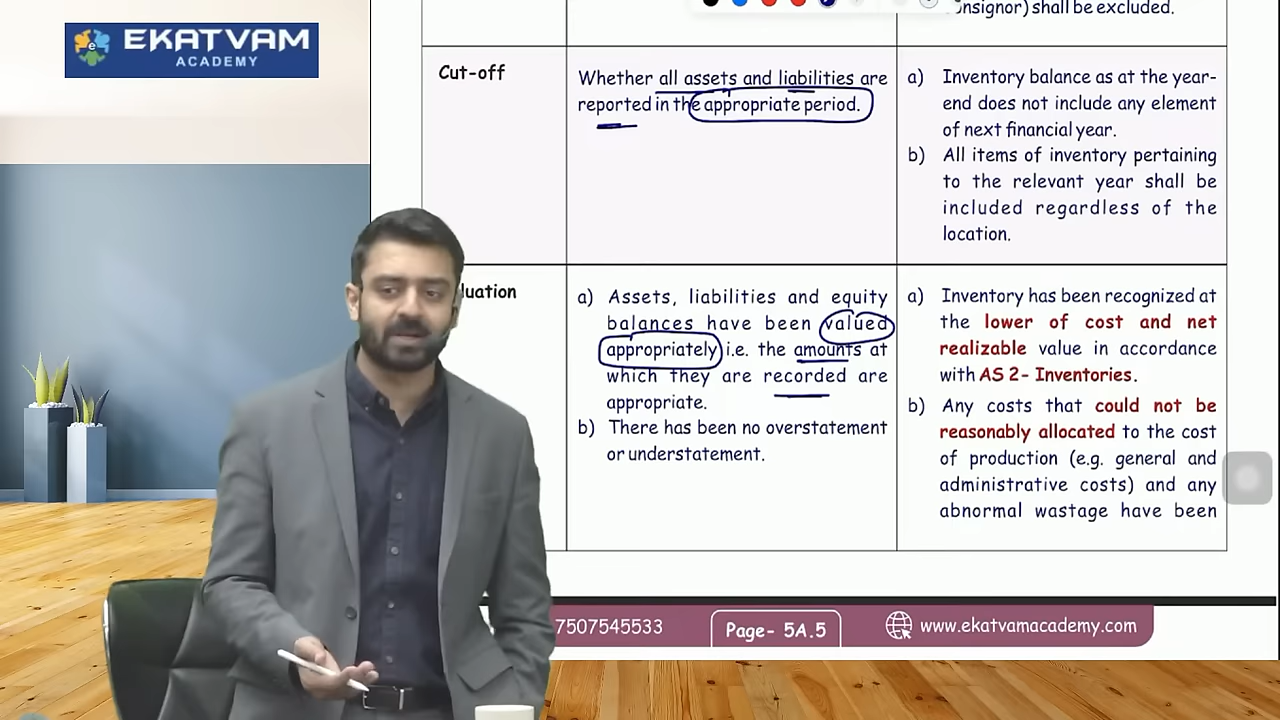 EKATVAM
ACADEMY
onsignor) shall be excluded.
Cut-off
Whether all assets and liabilities are
reported in the appropriate period.
a) Inventory balance as at the year-
end does not include any element
of next financial year.
b) All items of inventory pertaining
to the relevant year shall be
included regardless of the
location.
luation
a) Assets, liabilities and equity
balances have been valued
appropriately i.e. the amounts at
which they are recorded are
appropriate.
b) There has been no overstatement
or understatement.
a) Inventory has been recognized at
the lower of cost and net
realizable value in accordance
with AS 2- Inventories.
b) Any costs that could not be
reasonably allocated to the cost
of production (e.g. general and
administrative costs) and any
abnormal wastage have been
7507545533
Page- 5A.5
www.ekatvamacademy.com